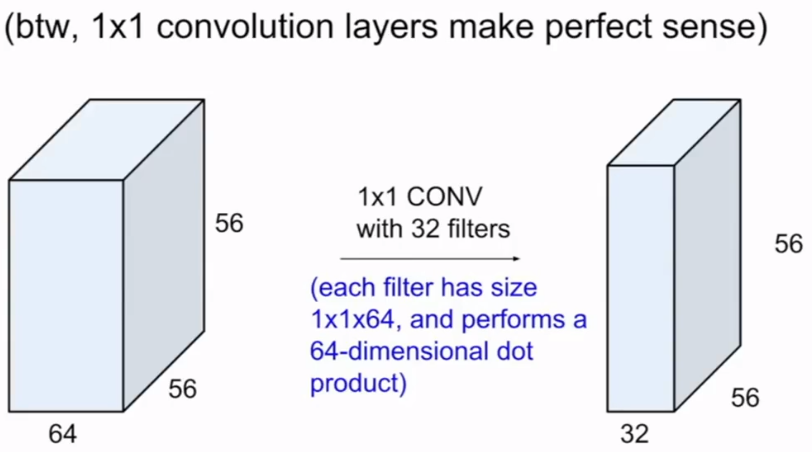 (btw, 1x1 convolution layers make perfect sense)
56
56
64
1x1 CONV
with 32 filters
(each filter has size
1x1x64, and performs a
64-dimensional dot
product)
56
56
32